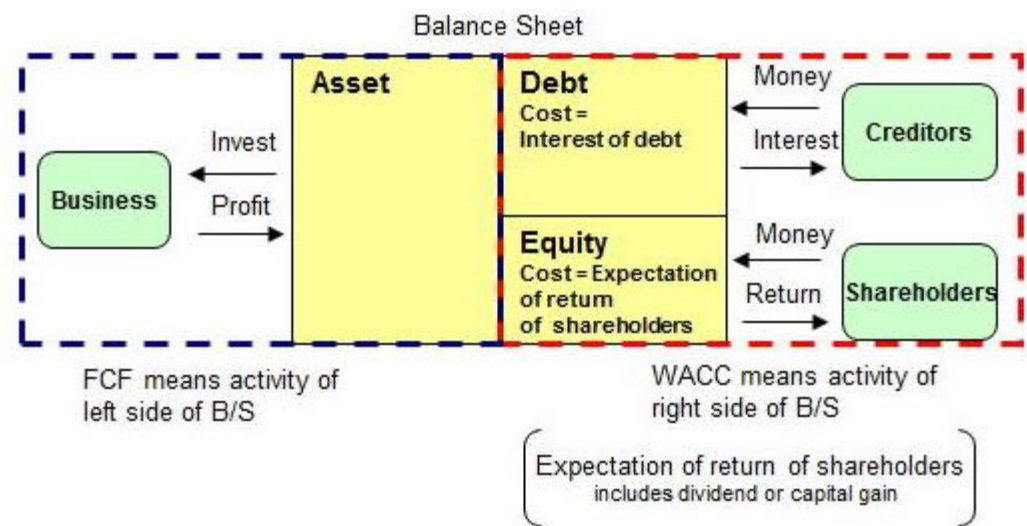 Balance Sheet
Asset
Invest
Business
Profit
Debt
Cost =
Interest of debt
Money
Interest
Creditors
Equity
Cost = Expectation
of return
of shareholders
Money
Return
Shareholders
FCF means activity of
left side of B/S
WACC means activity of
right side of B/S
Expectation of return of shareholders
includes dividend or capital gain